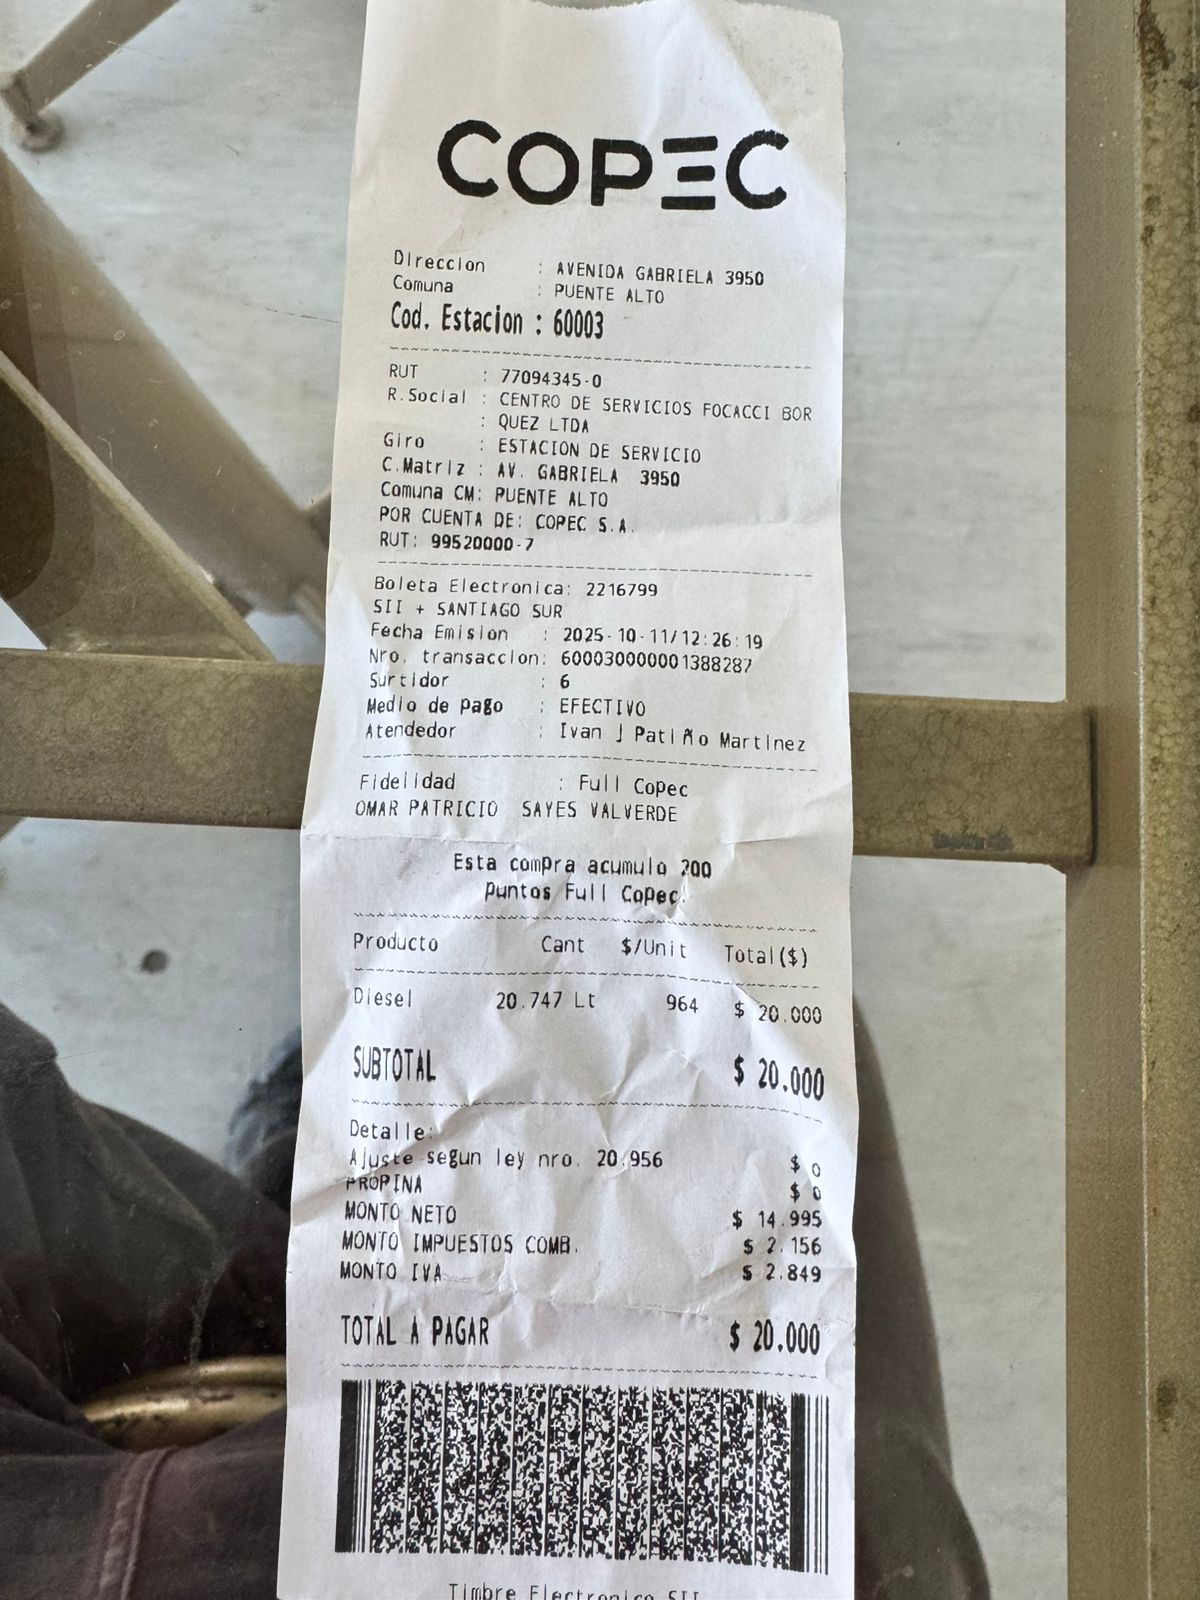 COPEC
Direccion : AVENIDA GABRIELA 3950
Comuna : PUENTE ALTO
Cod. Estacion : 60003
RUT : 77094345-0
R.Social : CENTRO DE SERVICIOS FOCACCI BOR
: QUEZ LTDA
Giro : ESTACION DE SERVICIO
C.Matriz : AV. GABRIELA 3950
Comuna CM: PUENTE ALTO
POR CUENTA DE: COPEC S.A.
RUT: 99520000-7
Boleta Electronica: 2216799
SII + SANTIAGO SUR
Fecha Emision : 2025-10-11/12:26:19
Nro. transaccion: 600030000001388287
Surtidor : 6
Medio de Pago : EFECTIVO
Atendedor : Ivan J Patiño Martinez
Fidelidad : Full Copec
OMAR PATRICIO SAYES VALVERDE
Esta compra acumulo 200
puntos Full Copec.
Producto Cant $/Unit Total($)
Diesel 20.747 Lt 964 $ 20.000
SUBTOTAL $ 20.000
Detalle:
Ajuste segun ley nro. 20.956 $ 0
PROPINA $ 0
MONTO NETO $ 14.995
MONTO IMPUESTOS COMB. $ 2.156
MONTO IVA $ 2.849
TOTAL A PAGAR $ 20.000
Timbre Electronico SII